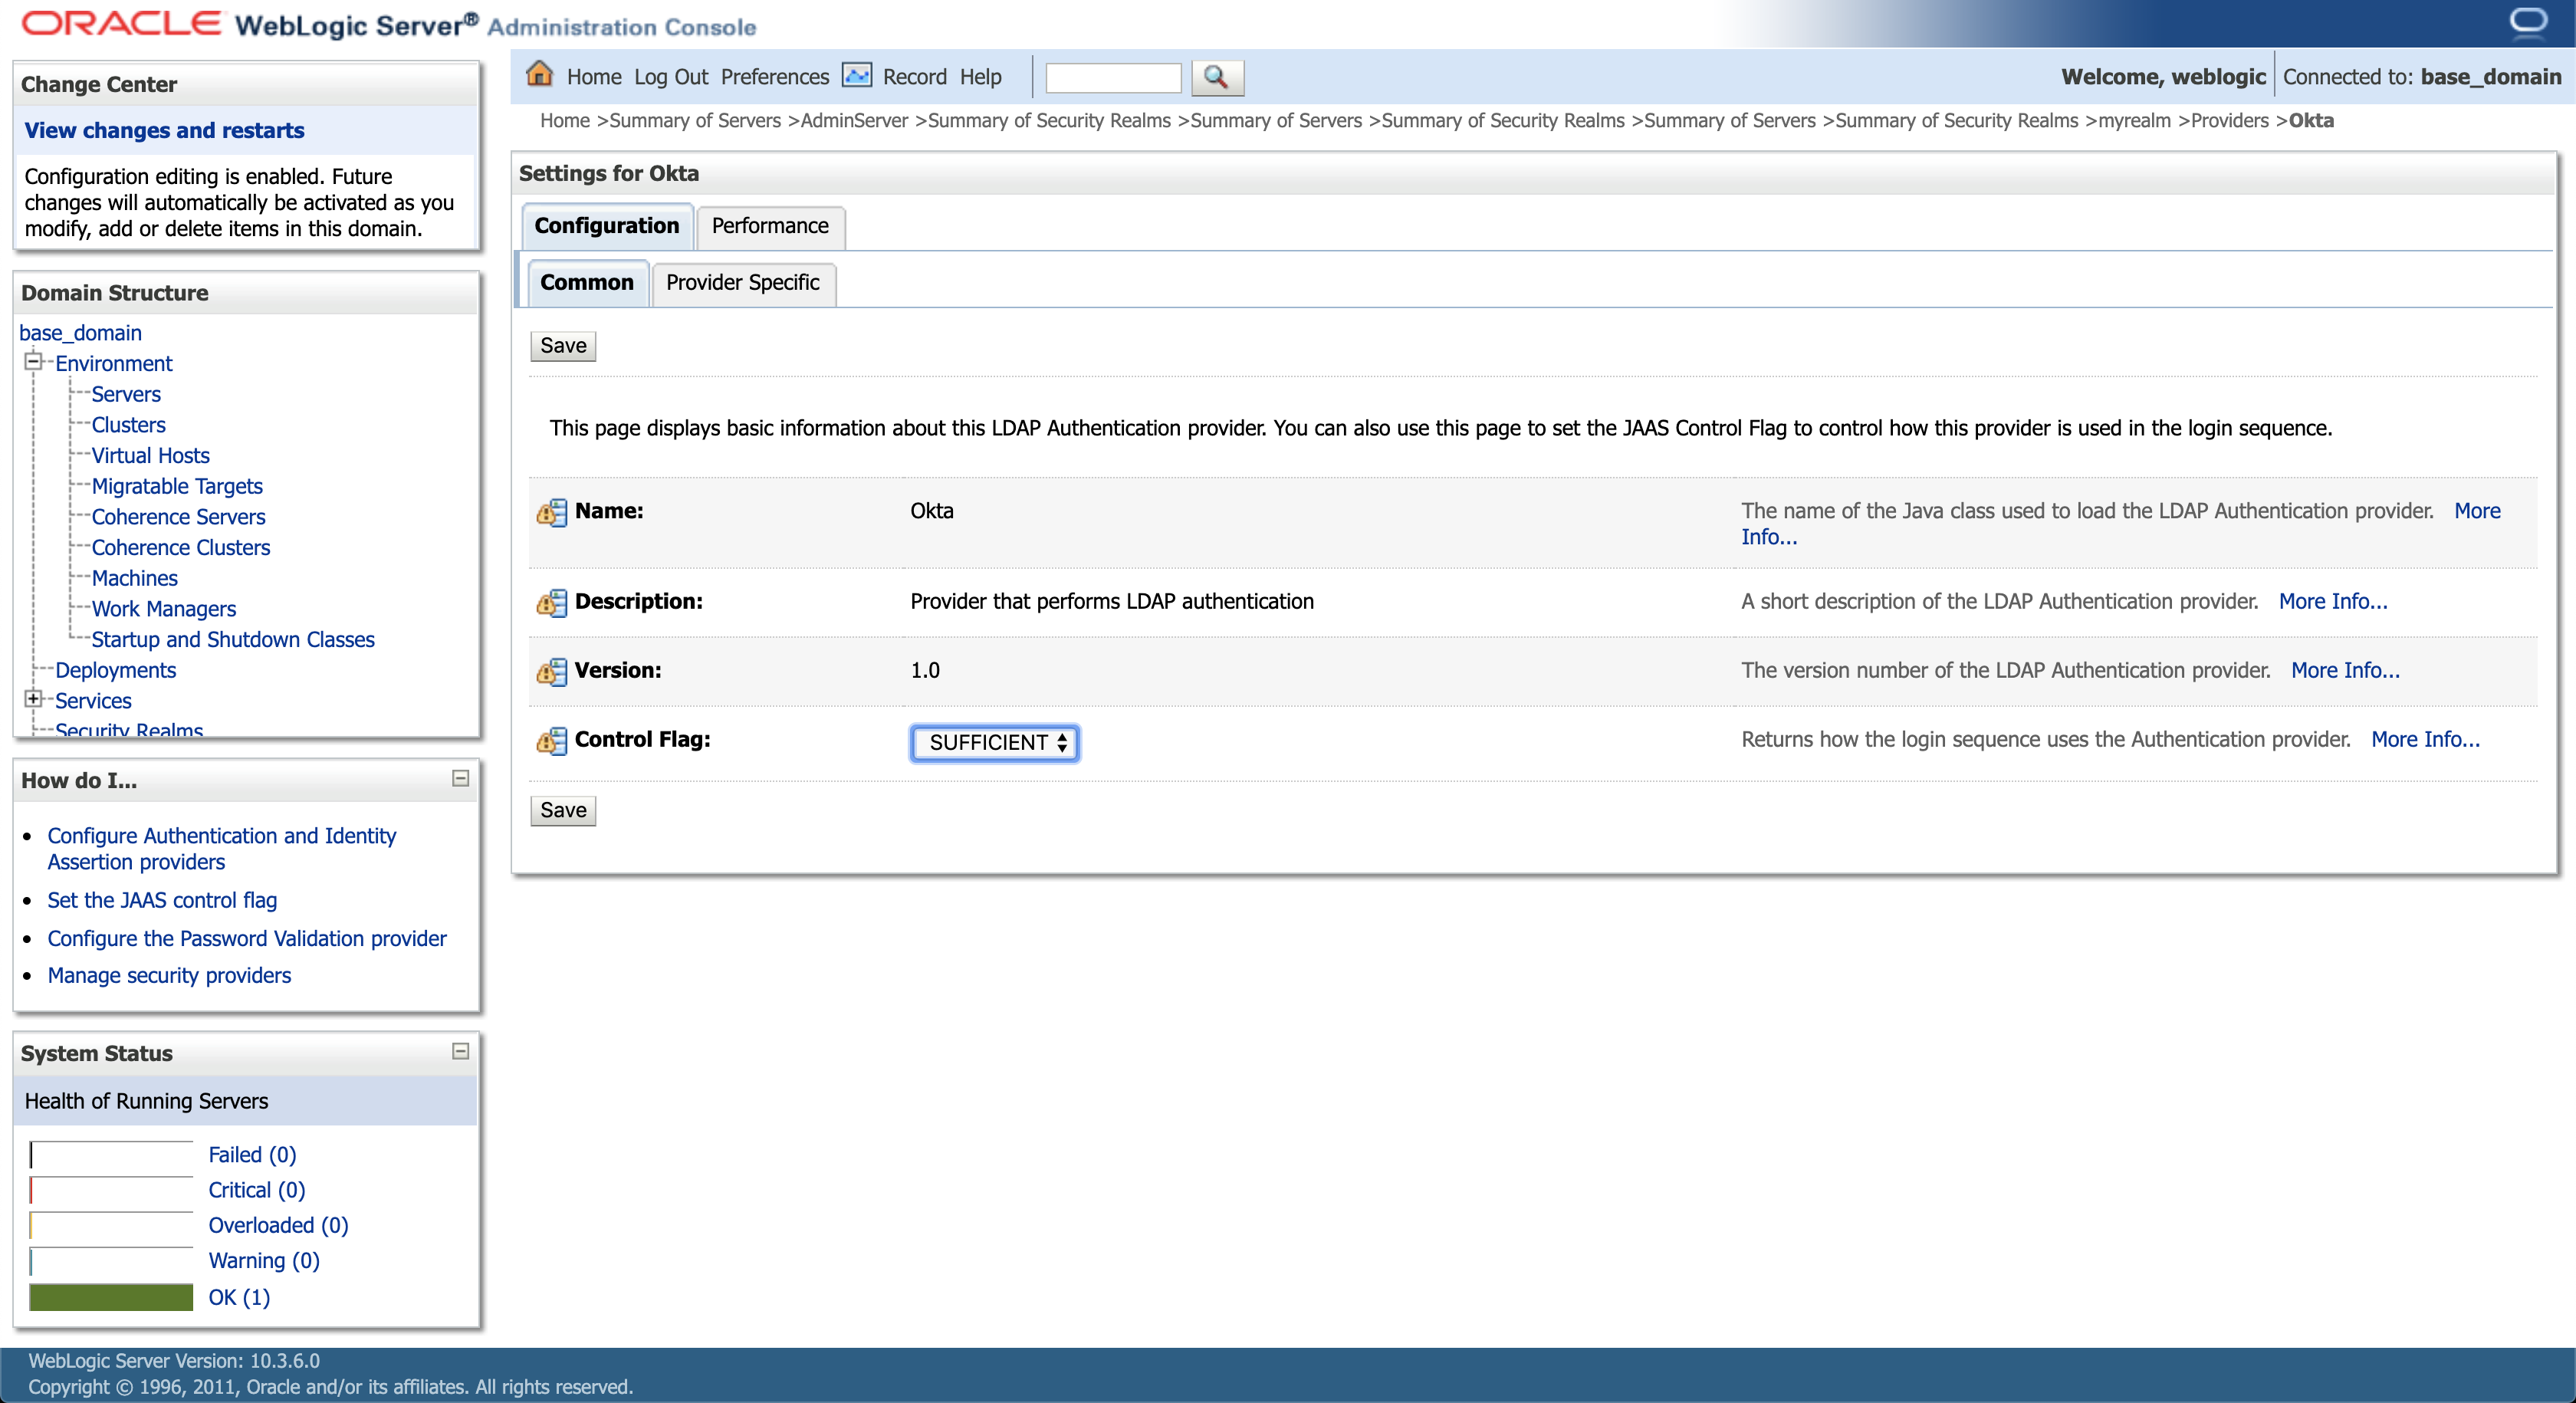 ORACLE WebLogic Server® Administration Console
Change Center
View changes and restarts
Configuration editing is enabled. Future
changes will automatically be activated as you
modify, add or delete items in this domain.
Domain Structure
base_domain
Environment
Servers
Clusters
Virtual Hosts
Migratable Targets
Coherence Servers
Coherence Clusters
Machines
Work Managers
Startup and Shutdown Classes
Deployments
Services
Security Realms
How do I...
Configure Authentication and Identity
Assertion providers
Set the JAAS control flag
Configure the Password Validation provider
Manage security providers
System Status
Health of Running Servers
Failed (0)
Critical (0)
Overloaded (0)
Warning (0)
OK (1)
Home Log Out Preferences Record Help
Welcome, weblogic Connected to: base_domain
Home >Summary of Servers >AdminServer >Summary of Security Realms >Summary of Servers >Summary of Security Realms >Summary of Servers >Summary of Security Realms >myrealm >Providers >Okta
Settings for Okta
Configuration Performance
Common Provider Specific
Save
This page displays basic information about this LDAP Authentication provider. You can also use this page to set the JAAS Control Flag to control how this provider is used in the login sequence.
Name: Okta The name of the Java class used to load the LDAP Authentication provider. More
Info...
Description: Provider that performs LDAP authentication A short description of the LDAP Authentication provider. More Info...
Version: 1.0 The version number of the LDAP Authentication provider. More Info...
Control Flag: SUFFICIENT Returns how the login sequence uses the Authentication provider. More Info...
Save
WebLogic Server Version: 10.3.6.0
Copyright © 1996, 2011, Oracle and/or its affiliates. All rights reserved.